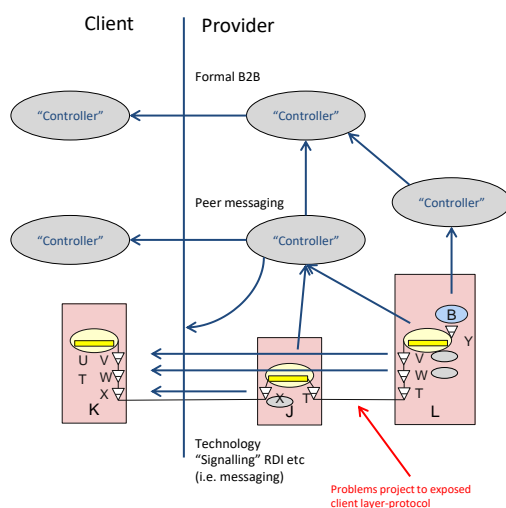 Client
Provider
Formal B2B
“Controller”
“Controller”
“Controller”
Peer messaging
“Controller”
“Controller”
B
Y
U V
T W
X
K
X T
J
V
W
T
L
Technology
“Signalling” RDI etc
(i.e. messaging)
Problems project to exposed
client layer-protocol